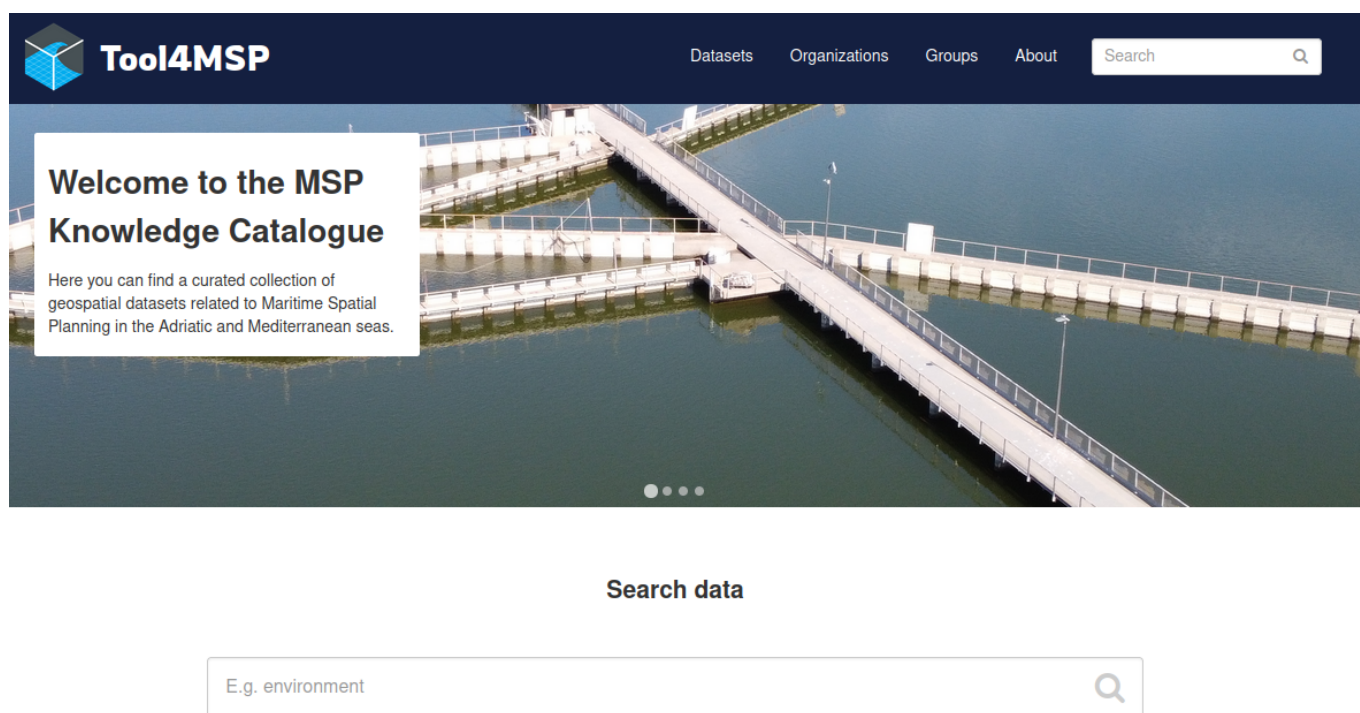 Tool4MSP
Datasets Organizations Groups About Search
Welcome to the MSP
Knowledge Catalogue
Here you can find a curated collection of
geospatial datasets related to Maritime Spatial
Planning in the Adriatic and Mediterranean seas.
Search data
E.g. environment